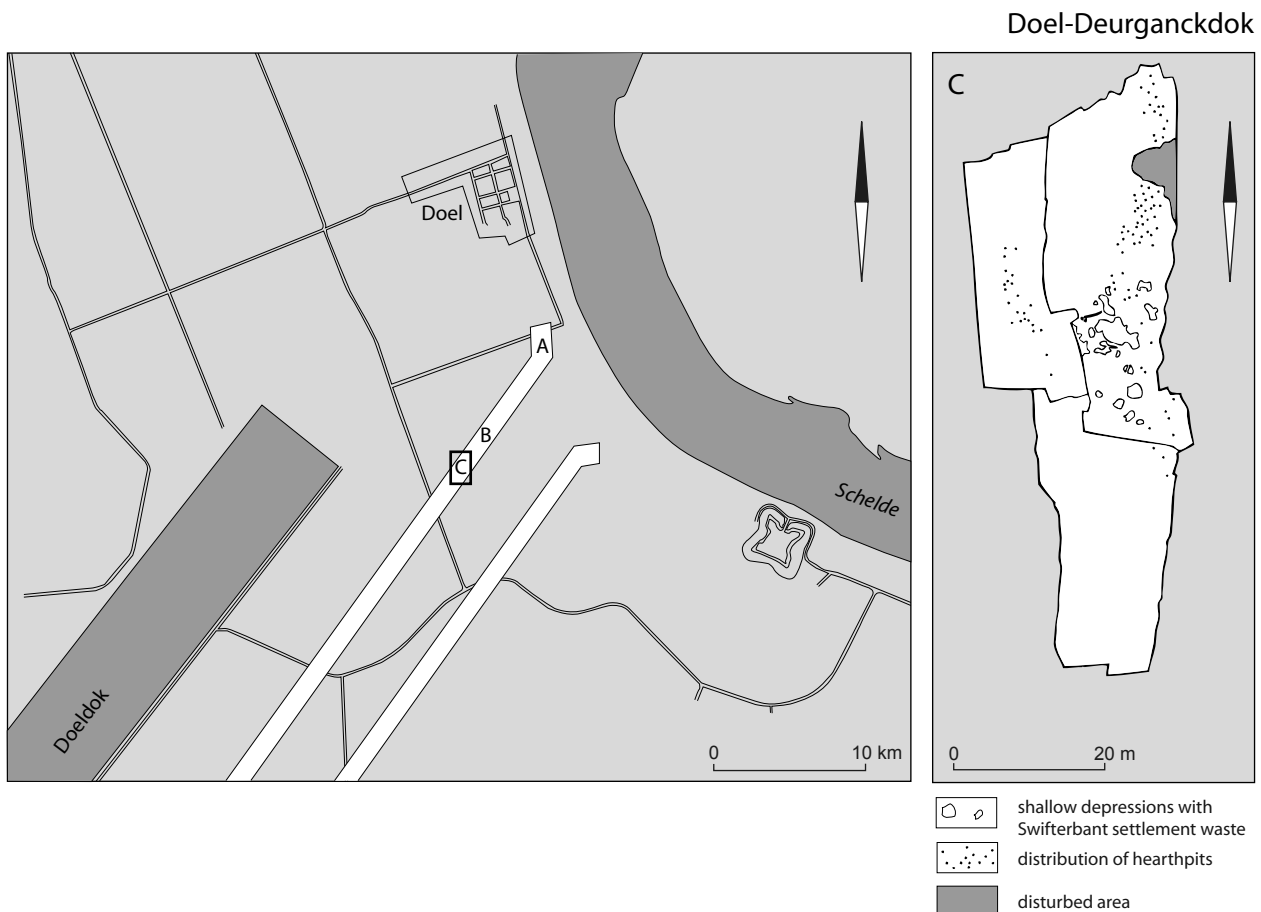 Doel-Deurganckdok
Doel
A
B
C
Schelde
Doeldok
0 10 km
C
0 20 m
shallow depressions with
Swifterbant settlement waste
distribution of hearthpits
disturbed area